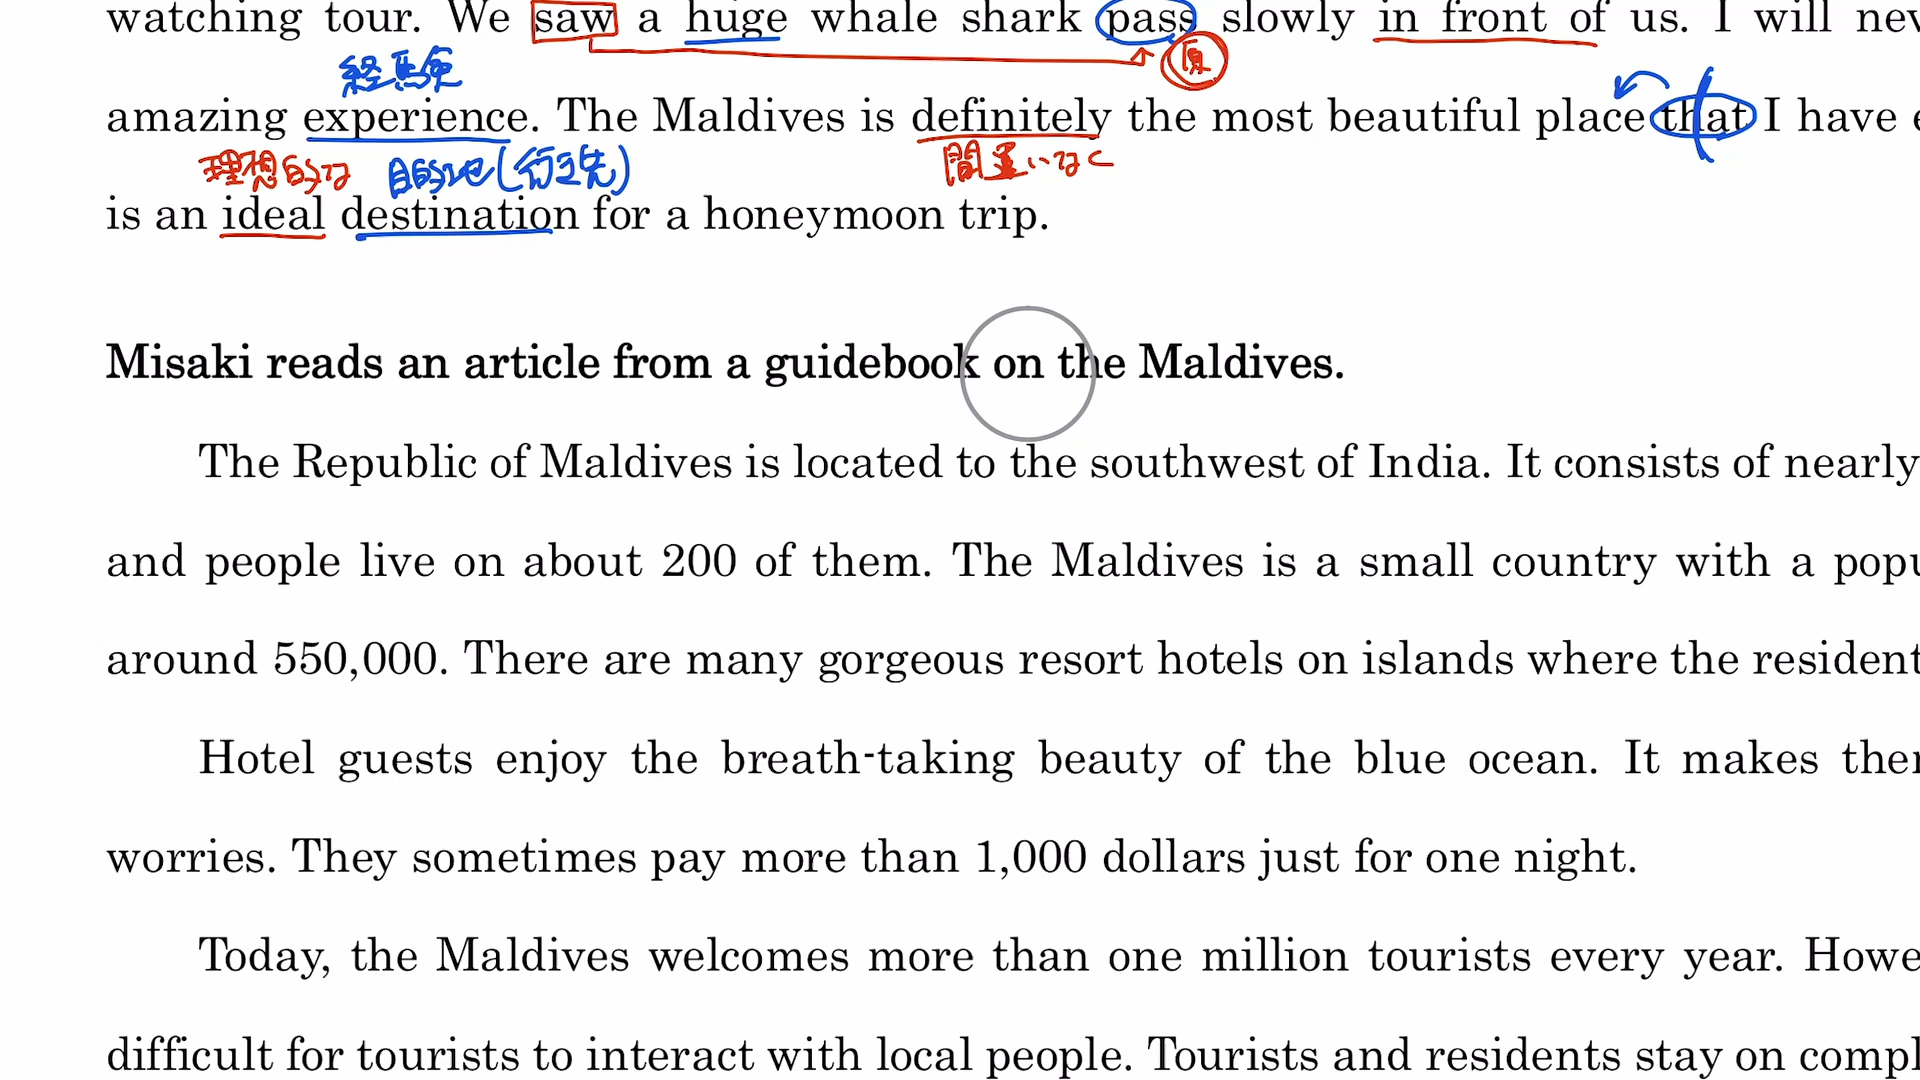 watching tour. We saw a huge whale shark pass slowly in front of us. I will nev
原
経験
amazing experience. The Maldives is definitely the most beautiful place that I have e
理想的な 目的地(行き先) 間違いなく
is an ideal destination for a honeymoon trip.
Misaki reads an article from a guidebook on the Maldives.
The Republic of Maldives is located to the southwest of India. It consists of nearly
and people live on about 200 of them. The Maldives is a small country with a popu
around 550,000. There are many gorgeous resort hotels on islands where the resident
Hotel guests enjoy the breath-taking beauty of the blue ocean. It makes the
worries. They sometimes pay more than 1,000 dollars just for one night.
Today, the Maldives welcomes more than one million tourists every year. Howe
difficult for tourists to interact with local people. Tourists and residents stay on compl